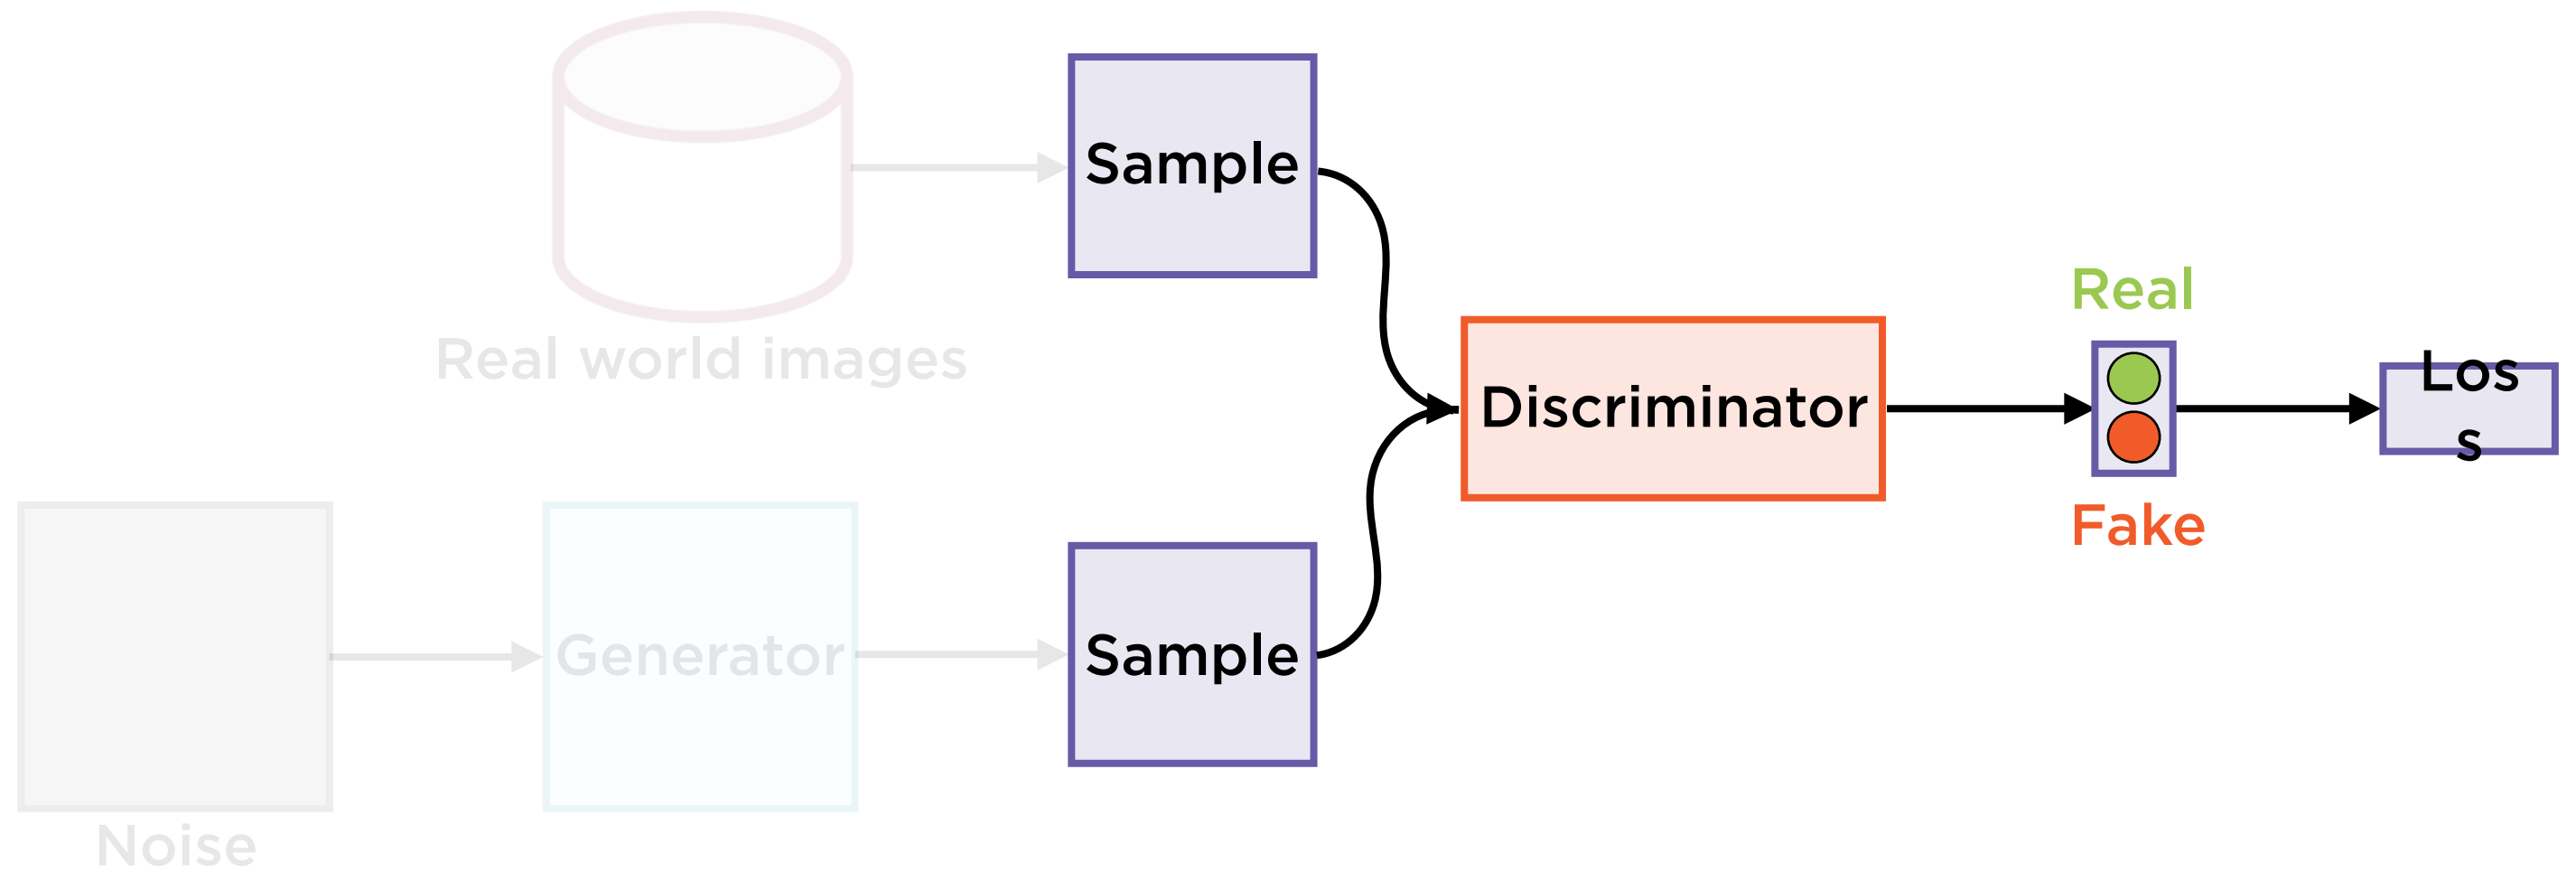 Sample
Real world images
Real
Discriminator
Los
s
Fake
Generator
Sample
Noise